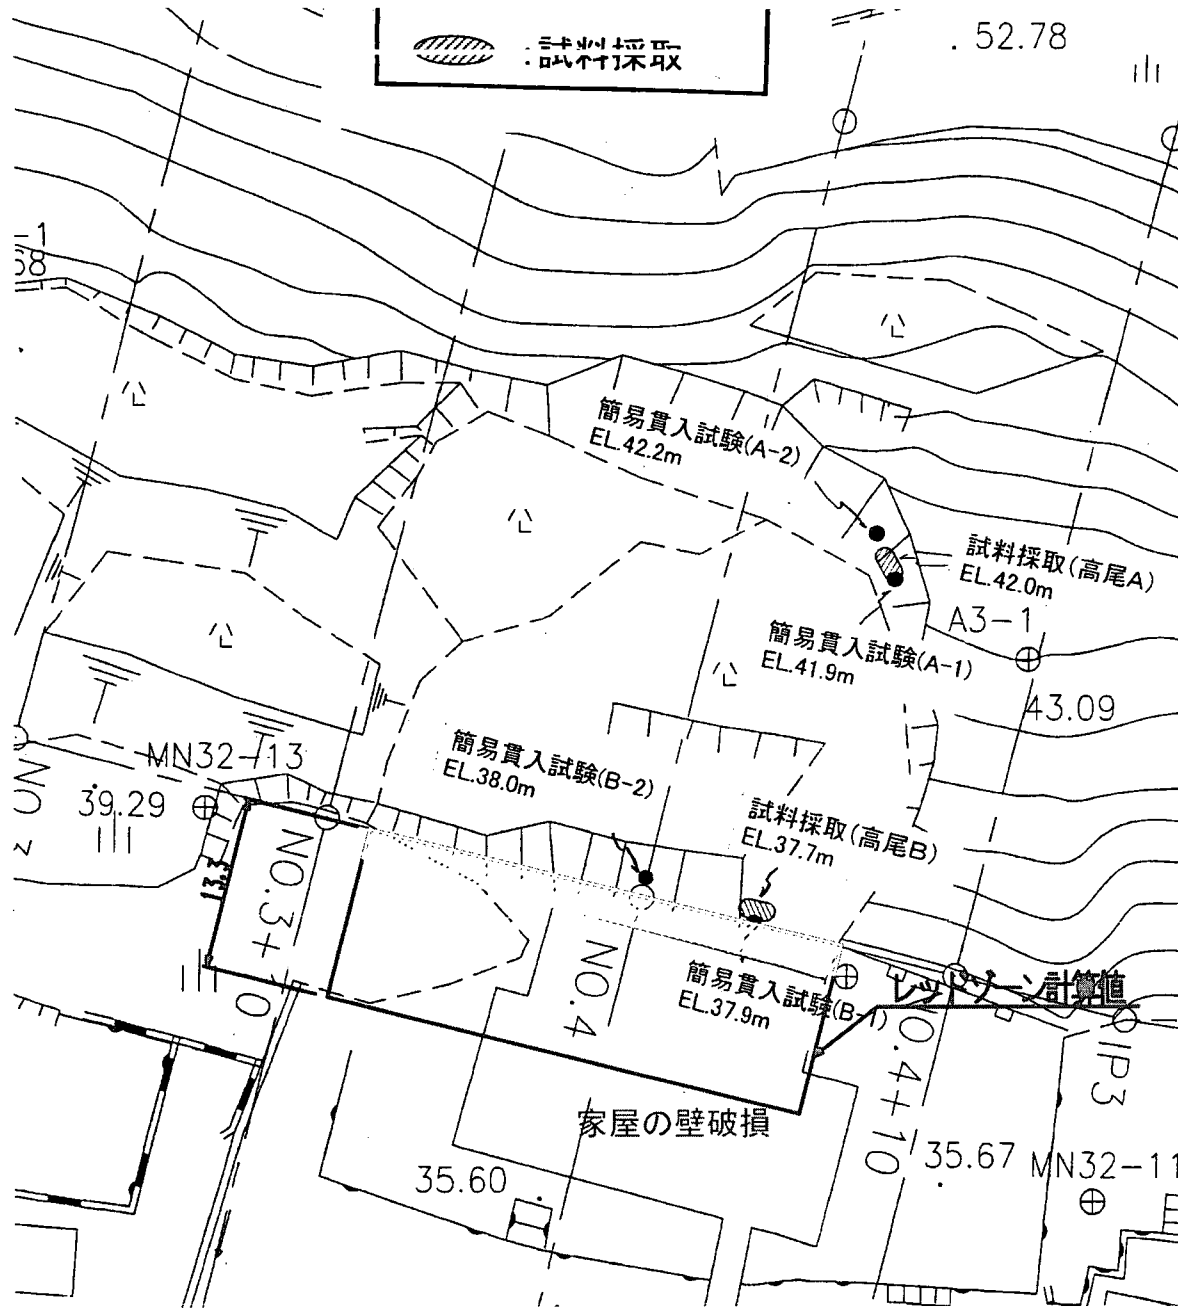 :試料採取
. 52.78
-1
68
簡易貫入試験(A-2)
EL.42.2m
試料採取(高尾A)
EL.42.0m
A3-1
簡易貫入試験(A-1)
EL.41.9m
43.09
MN32-13
39.29
簡易貫入試験(B-2)
EL.38.0m
試料採取(高尾B)
EL.37.7m
13.3
NO.3+
0
NO.4
簡易貫入試験(B-1)
EL.37.9m
レッドゾーン計算値
0.4+10
IP3
家屋の壁破損
35.60
35.67
MN32-11